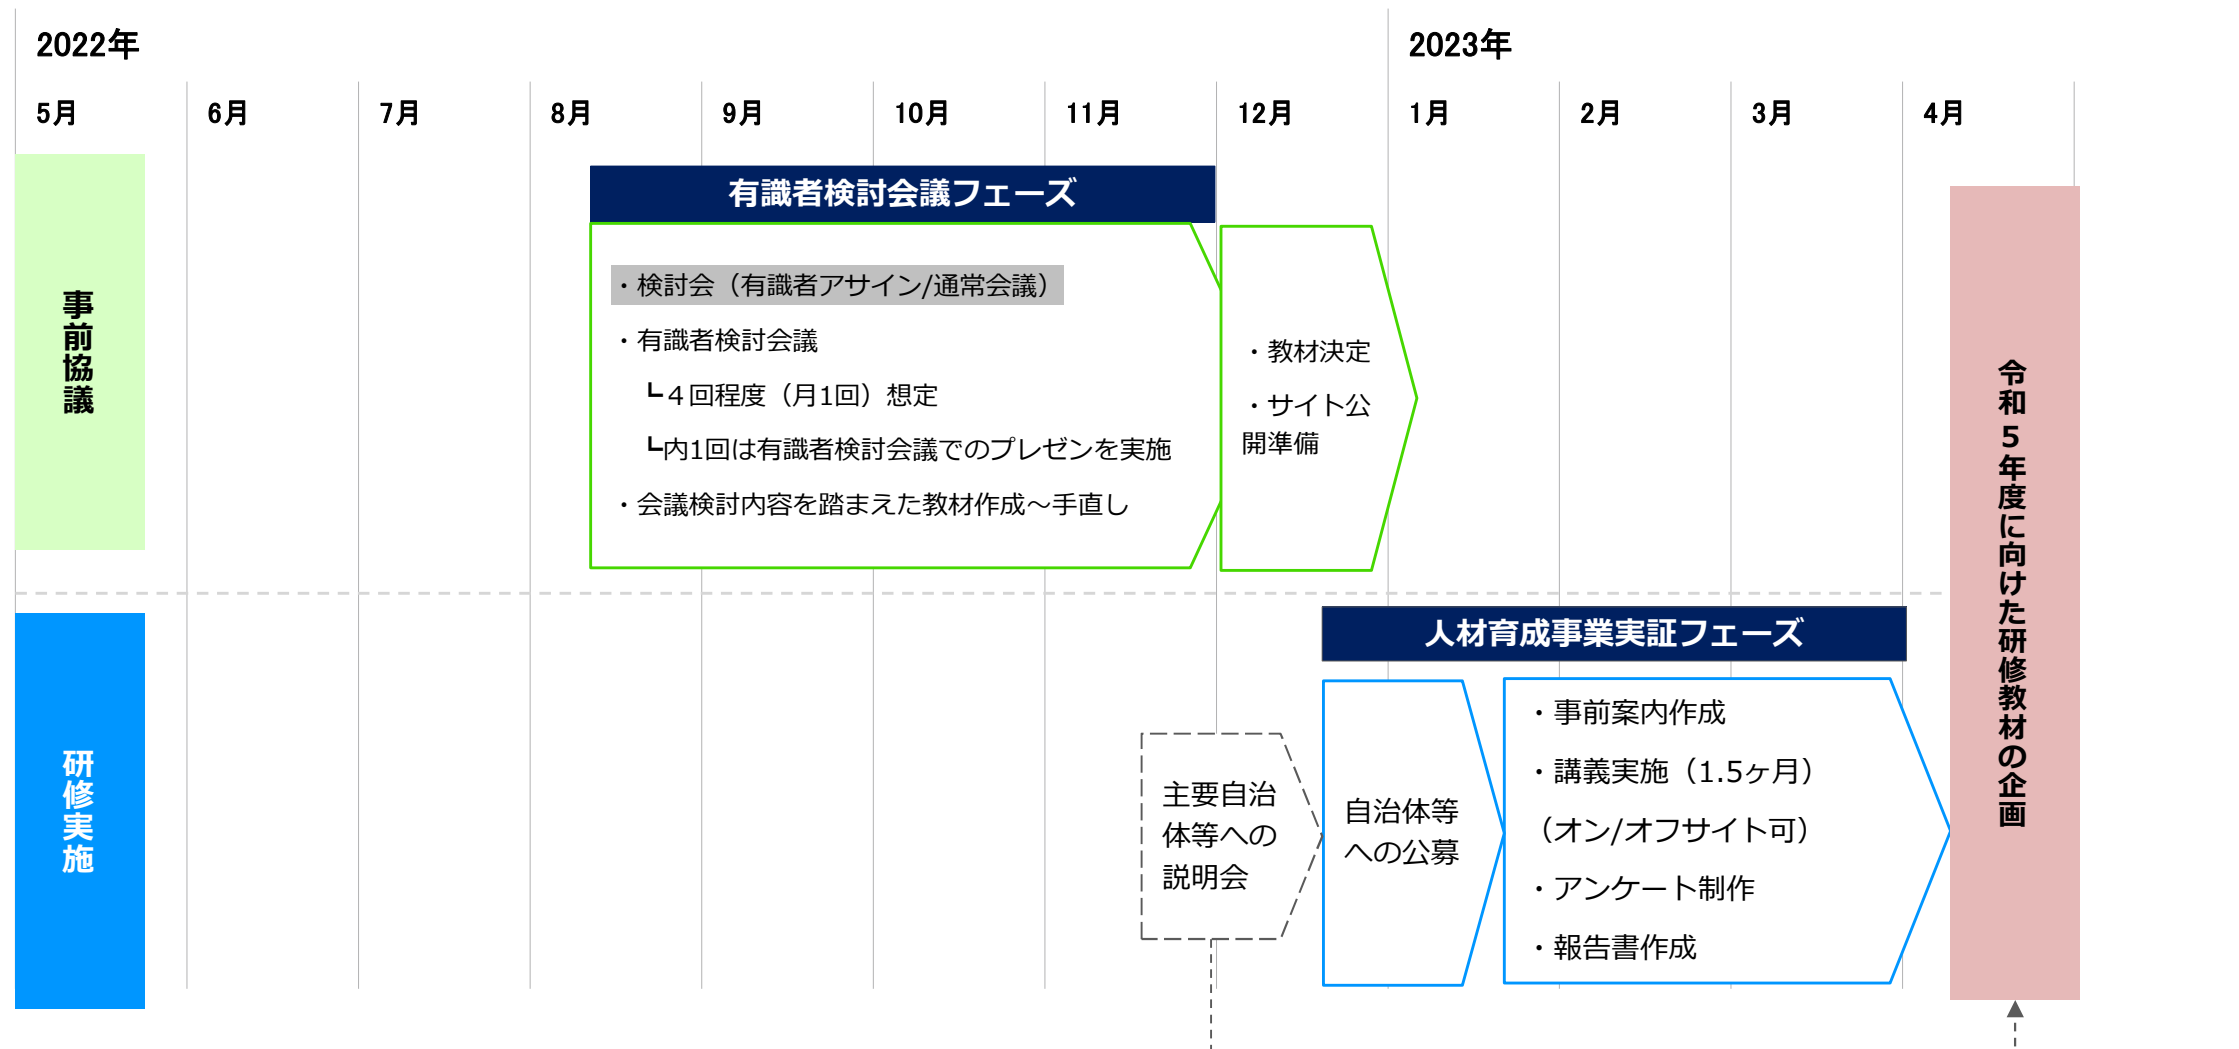 2022年
2023年
5月
6月
7月
8月
9月
10月
11月
12月
1月
2月
3月
4月
事前協議
有識者検討会議フェーズ
・検討会（有識者アサイン/通常会議）
・有識者検討会議
┗４回程度（月1回）想定
┗内1回は有識者検討会議でのプレゼンを実施
・会議検討内容を踏まえた教材作成～手直し
・教材決定
・サイト公
開準備
研修実施
主要自治
体等への
説明会
人材育成事業実証フェーズ
自治体等
への公募
・事前案内作成
・講義実施（1.5ヶ月）
（オン/オフサイト可）
・アンケート制作
・報告書作成
令和５年度に向けた研修教材の企画